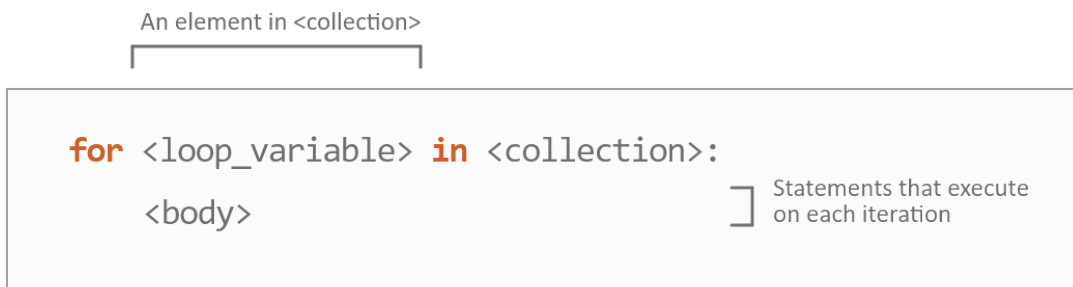 An element in <collection>
for <loop_variable> in <collection>:
<body>
Statements that execute
on each iteration